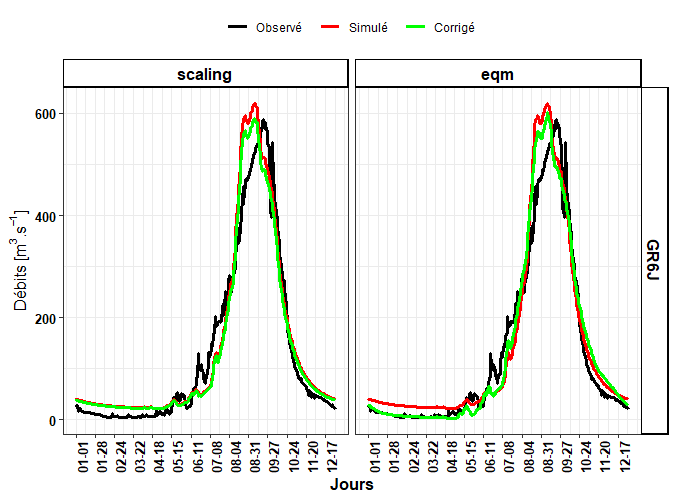 Observé Simulé Corrigé
scaling eqm
600
400
200
0
Débits [m³.s⁻¹]
GR6J
01-01 01-28 02-24 03-22 04-18 05-15 06-11 07-08 08-04 08-31 09-27 10-24 11-20 12-17
01-01 01-28 02-24 03-22 04-18 05-15 06-11 07-08 08-04 08-31 09-27 10-24 11-20 12-17
Jours